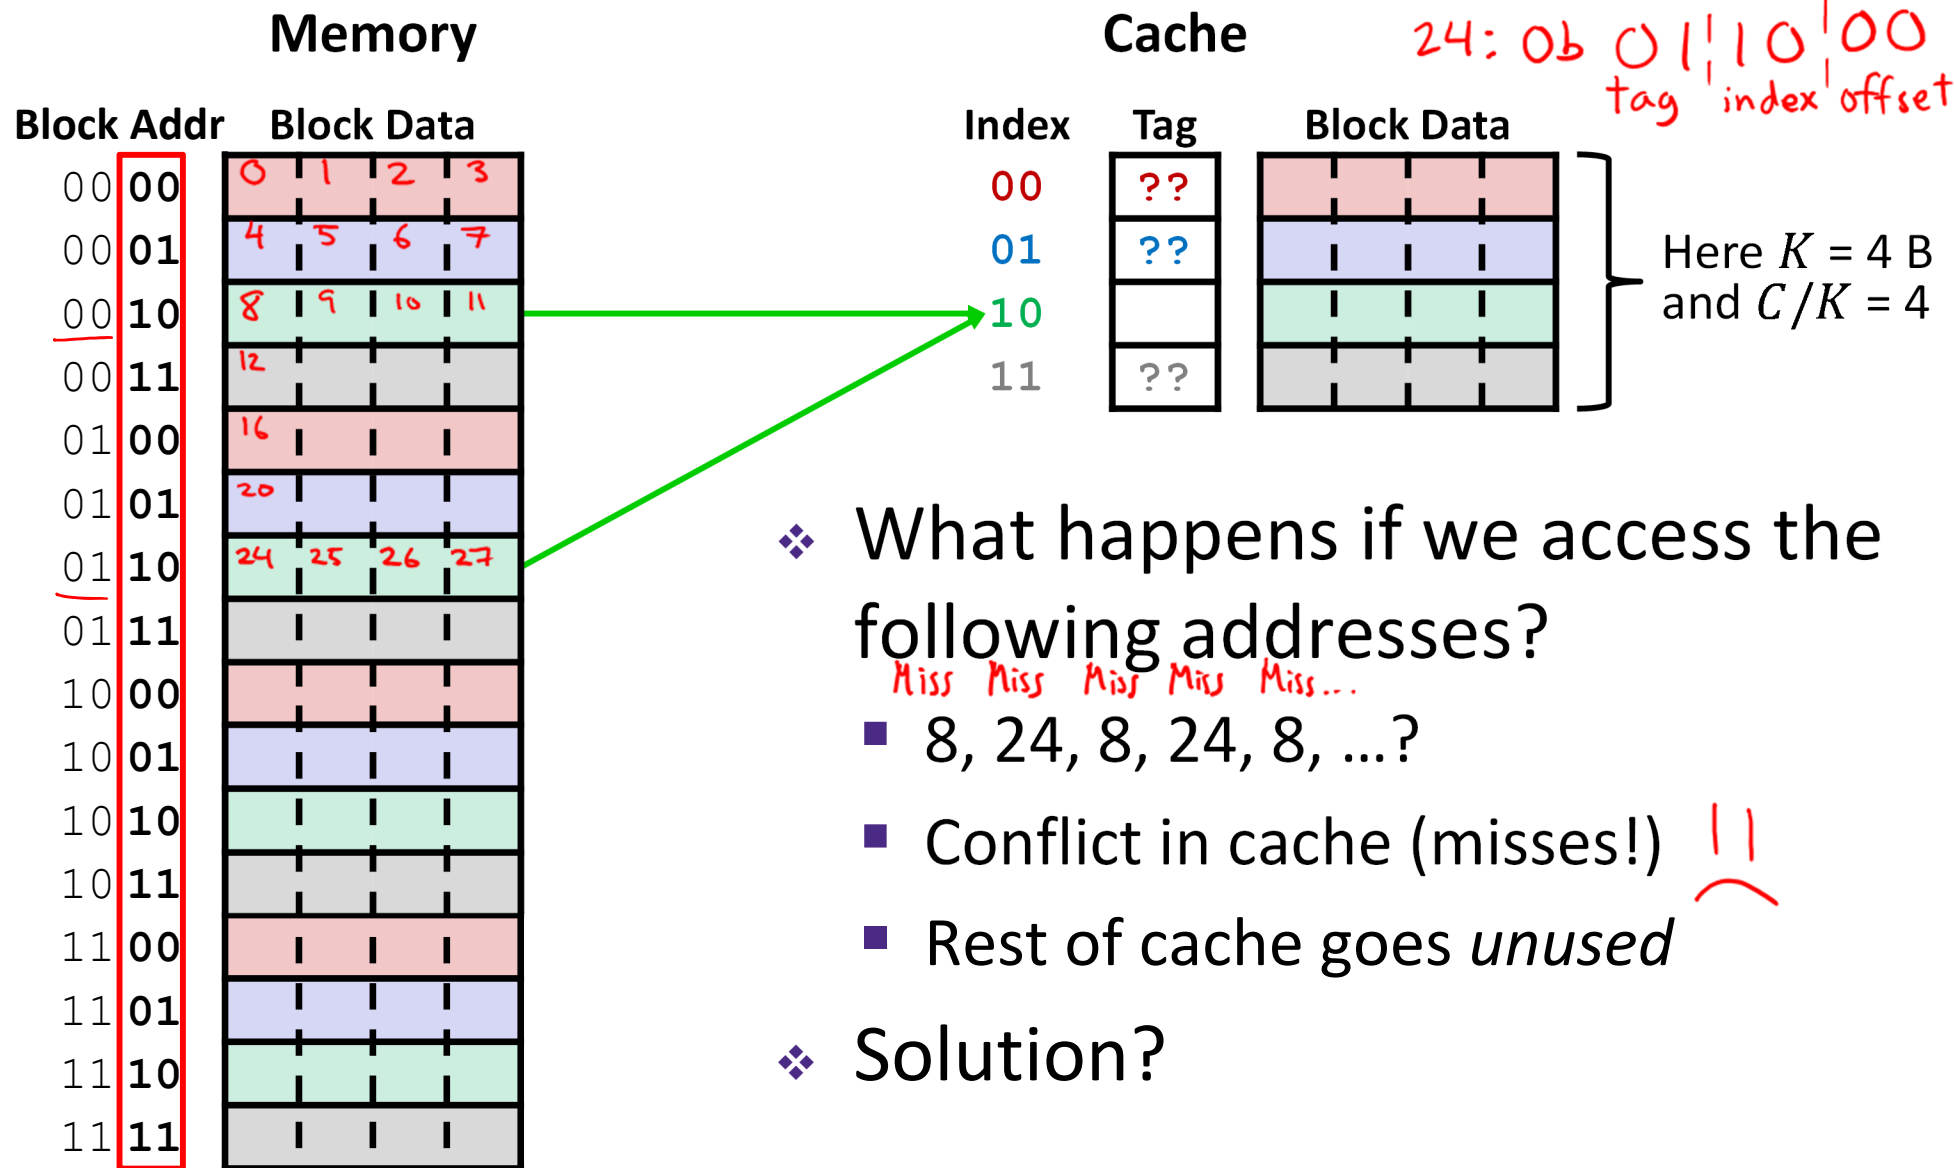 Memory
Block Addr Block Data
00 00 0 1 2 3
00 01 4 5 6 7
00 10 8 9 10 11
00 11 12
01 00 16
01 01 20
01 10 24 25 26 27
01 11
10 00
10 01
10 10
10 11
11 00
11 01
11 10
11 11
Cache
24: 0b 01 10 00
tag index offset
Index Tag Block Data
00 ??
01 ??
10
11 ??
Here K = 4 B
and C/K = 4
What happens if we access the
following addresses?
Miss Miss Miss Miss Miss...
8, 24, 8, 24, 8, …?
Conflict in cache (misses!)
Rest of cache goes unused
Solution?